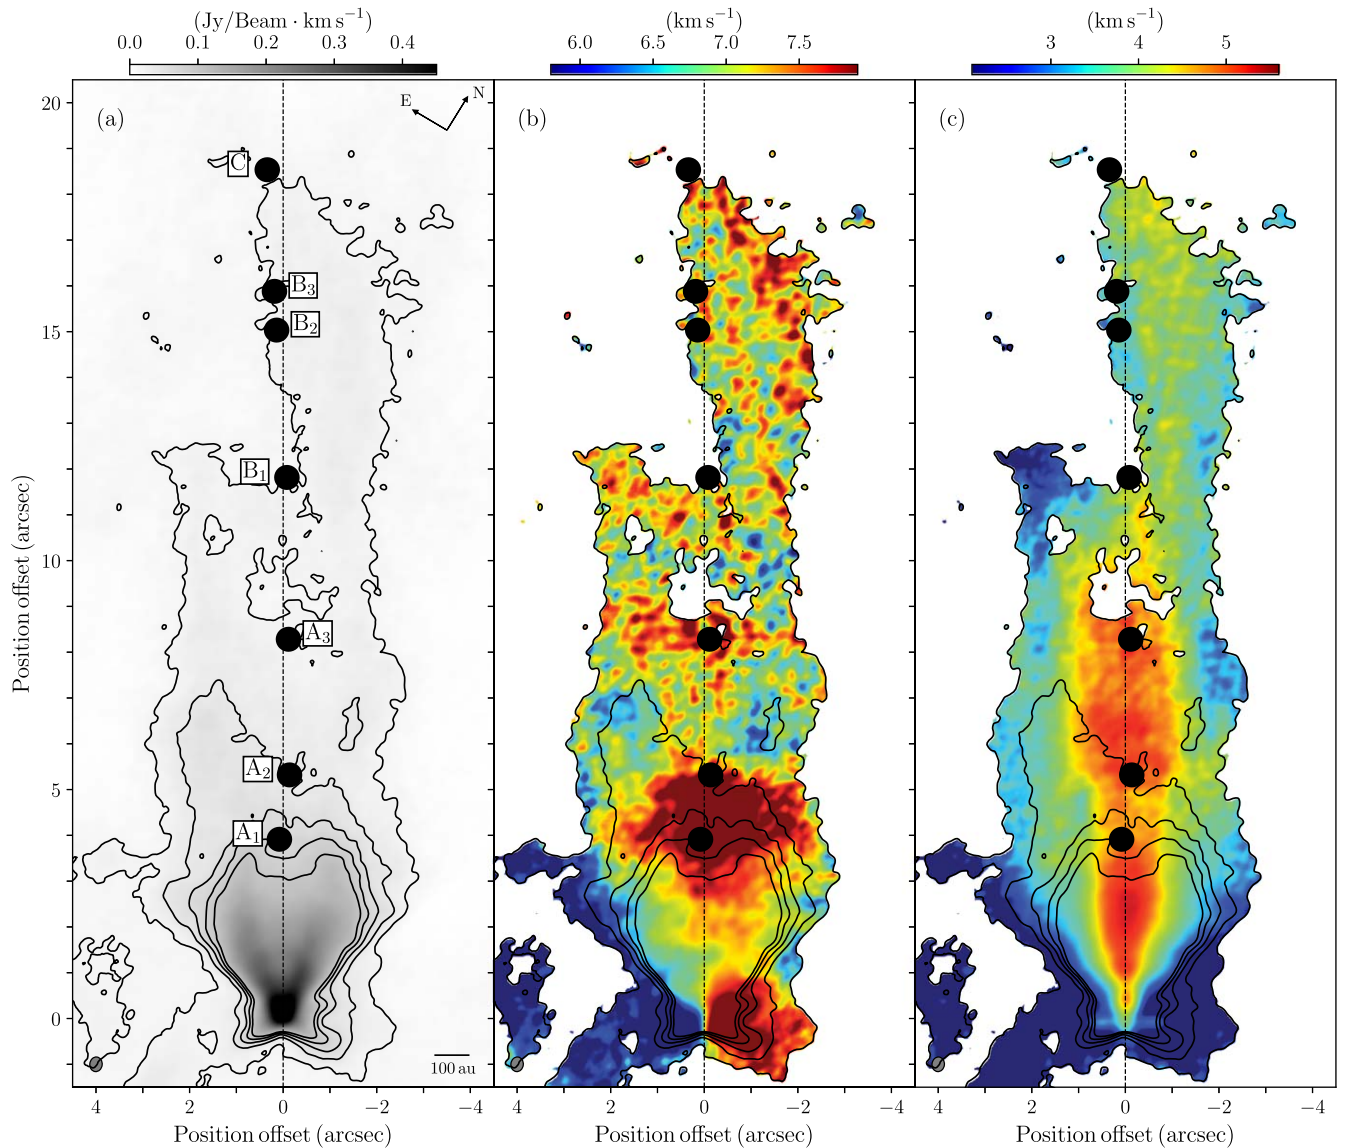 (Jy/Beam · km s⁻¹)
0.0 0.1 0.2 0.3 0.4
(km s⁻¹)
6.0 6.5 7.0 7.5
(km s⁻¹)
3 4 5
(a)
E N
(b)
(c)
C
B₃
B₂
B₁
A₃
A₂
A₁
100 au
Position offset (arcsec)
20
15
10
5
0
4 2 0 −2 −4
4 2 0 −2 −4
4 2 0 −2 −4
Position offset (arcsec)
Position offset (arcsec)
Position offset (arcsec)